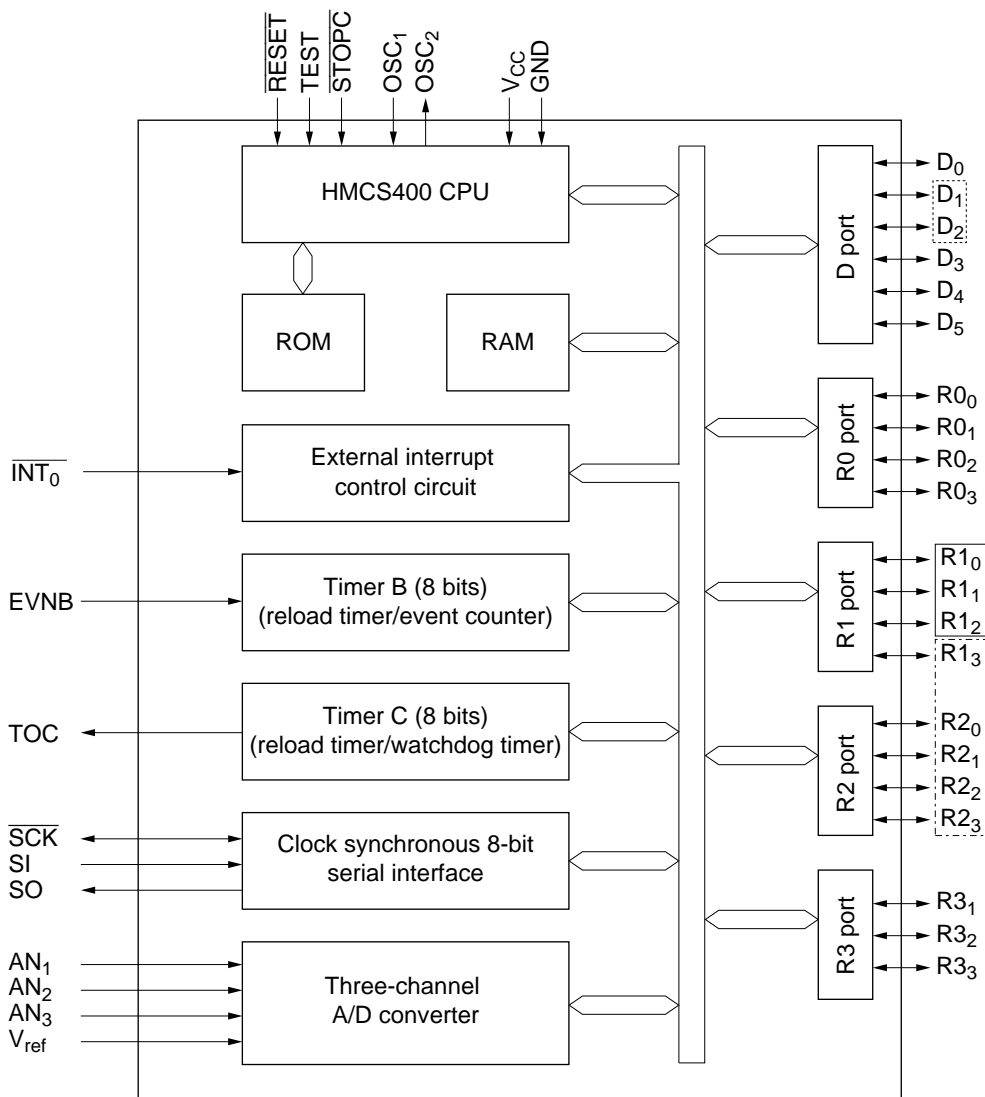 RESET
TEST
STOPC
OSC₁
OSC₂
V_CC
GND
HMCS400 CPU
ROM
RAM
INT₀
External interrupt
control circuit
EVNB
Timer B (8 bits)
(reload timer/event counter)
TOC
Timer C (8 bits)
(reload timer/watchdog timer)
SCK
SI
SO
Clock synchronous 8-bit
serial interface
AN₁
AN₂
AN₃
V_ref
Three-channel
A/D converter
D port
D₀
D₁
D₂
D₃
D₄
D₅
R0 port
R0₀
R0₁
R0₂
R0₃
R1 port
R1₀
R1₁
R1₂
R1₃
R2 port
R2₀
R2₁
R2₂
R2₃
R3 port
R3₁
R3₂
R3₃